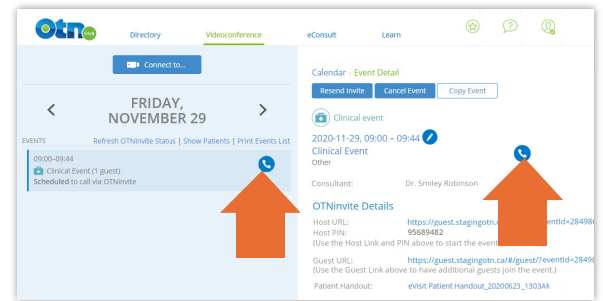 Otn HUB
Directory
Videoconference
eConsult
Learn
Connect to...
FRIDAY,
NOVEMBER 29
EVENTS
Refresh OTNinvite Status | Show Patients | Print Events List
09:00–09:44
Clinical Event (1 guest)
Scheduled to call via OTNinvite
Calendar - Event Detail
Resend Invite
Cancel Event
Copy Event
Clinical event
2020-11-29, 09:00 – 09:44
Clinical Event
Other
Consultant: Dr. Smiley Robinson
OTNinvite Details
Host URL: https://guest.stagingotn. entId=28498
Host PIN: 95689482
(Use the Host Link and PIN above to start the event
Guest URL: https://guest.stagingotn.ca/#/guest/?eventId=28498
(Use the Guest Link above to have additional guests join the event.)
Patient Handout: eVisit Patient Handout_20200623_1303AM